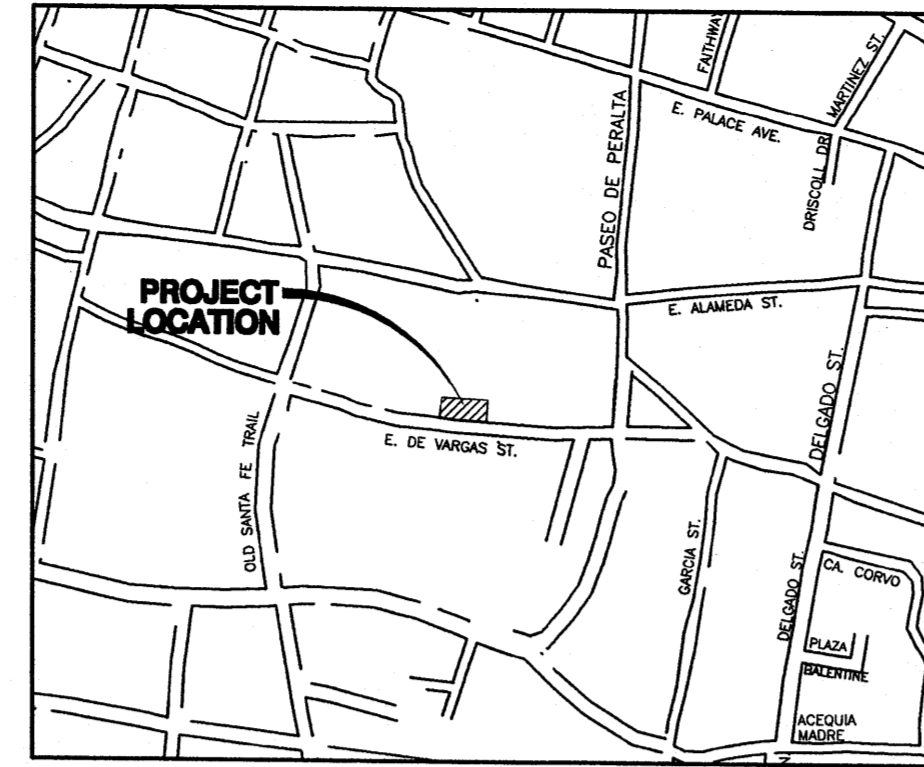 FAITHWAY
MARTINEZ ST.
E. PALACE AVE.
DRISCOLL DR.
PASEO DE PERALTA
PROJECT
LOCATION
E. ALAMEDA ST.
DELGADO ST.
OLD SANTA FE TRAIL
E. DE VARGAS ST.
GARCIA ST.
DELGADO ST.
CA. CORVO
PLAZA
BALENTINE
ACEQUIA
MADRE